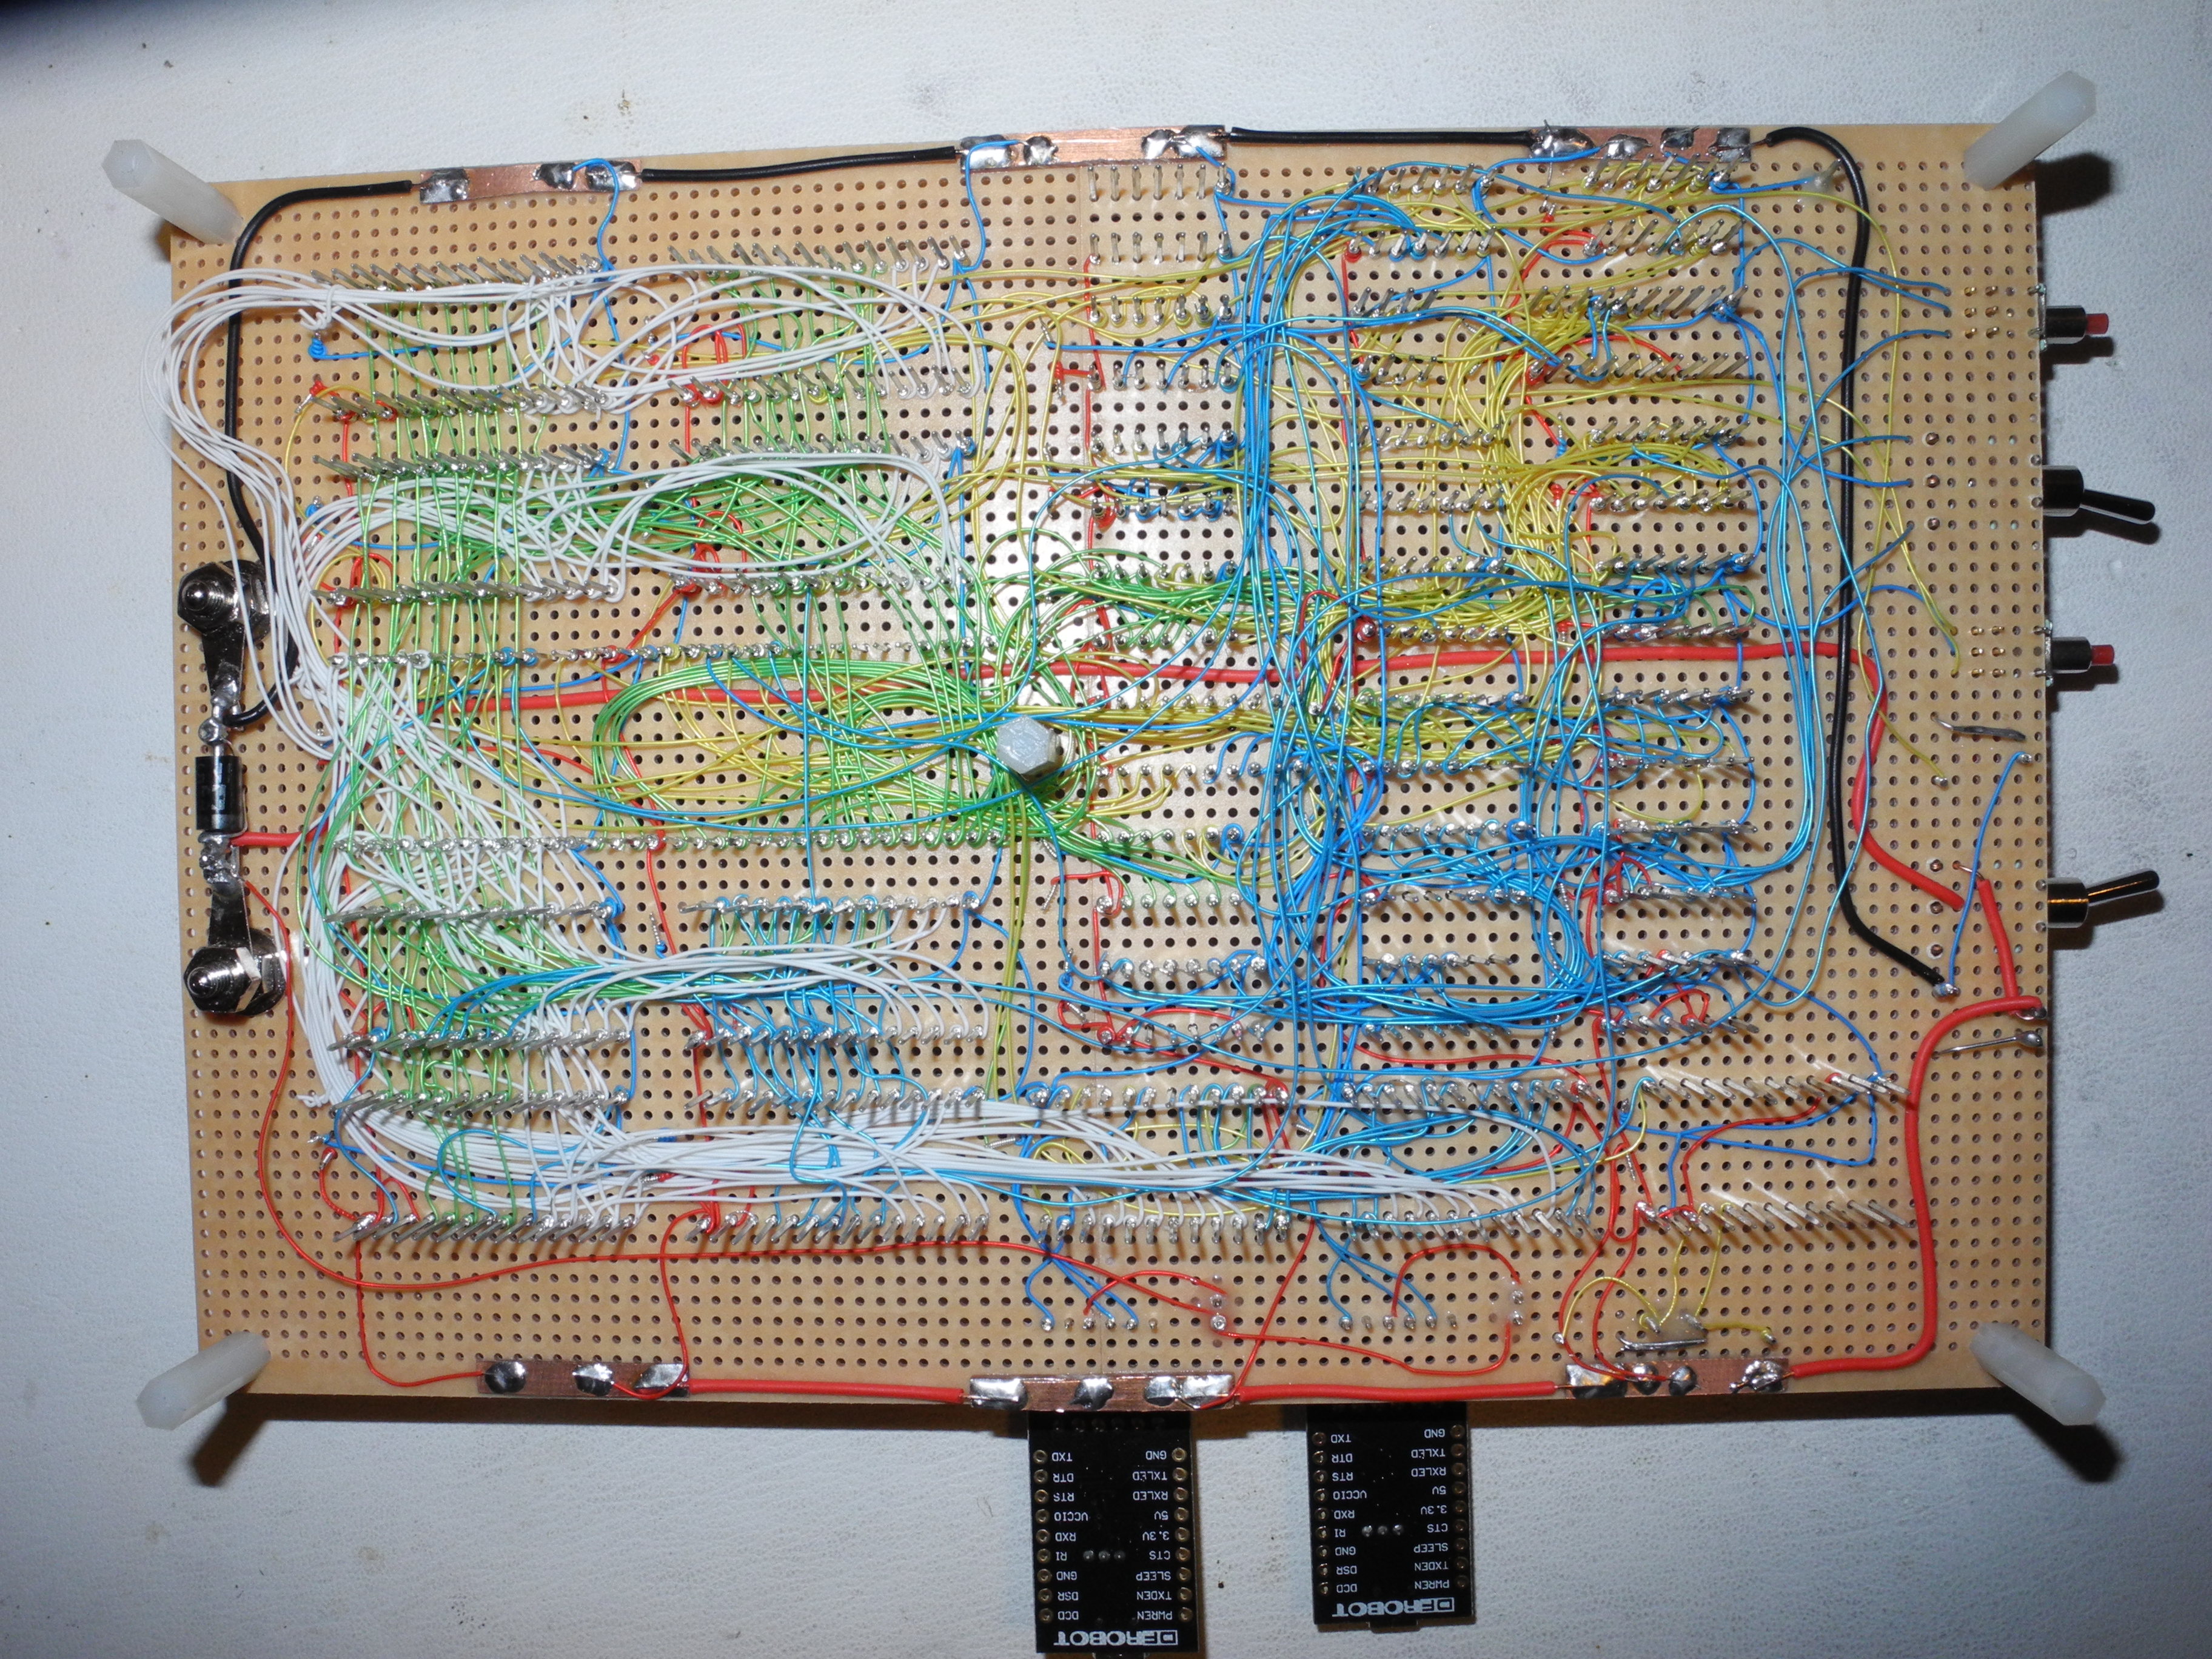 TXD GND
DTR TXLED
RTS RXLED
VCCIO 5V
RXD 3.3V
RI CTS
GND SLEEP
DSR TXDEN
DCD PWREN
DFROBOT
TXD GND
DTR TXLED
RTS RXLED
VCCIO 5V
RXD 3.3V
RI CTS
GND SLEEP
DSR TXDEN
DCD PWREN
DFROBOT